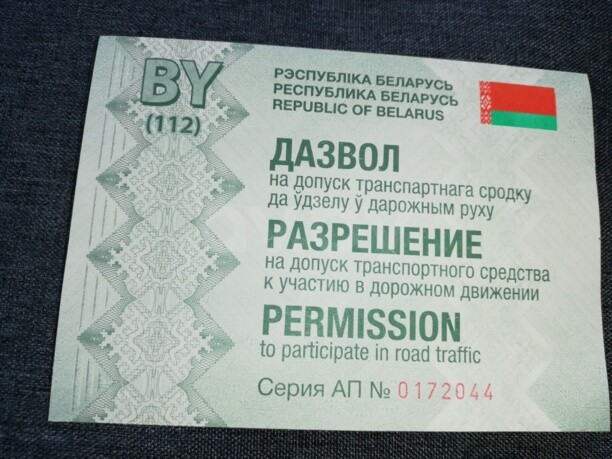 BY
(112)
РЭСПУБЛІКА БЕЛАРУСЬ
РЕСПУБЛИКА БЕЛАРУСЬ
REPUBLIC OF BELARUS
ДАЗВОЛ
на допуск транспартнага сродку
да ўдзелу ў дарожным руху
РАЗРЕШЕНИЕ
на допуск транспортного средства
к участию в дорожном движении
PERMISSION
to participate in road traffic
Серия АП № 0172044